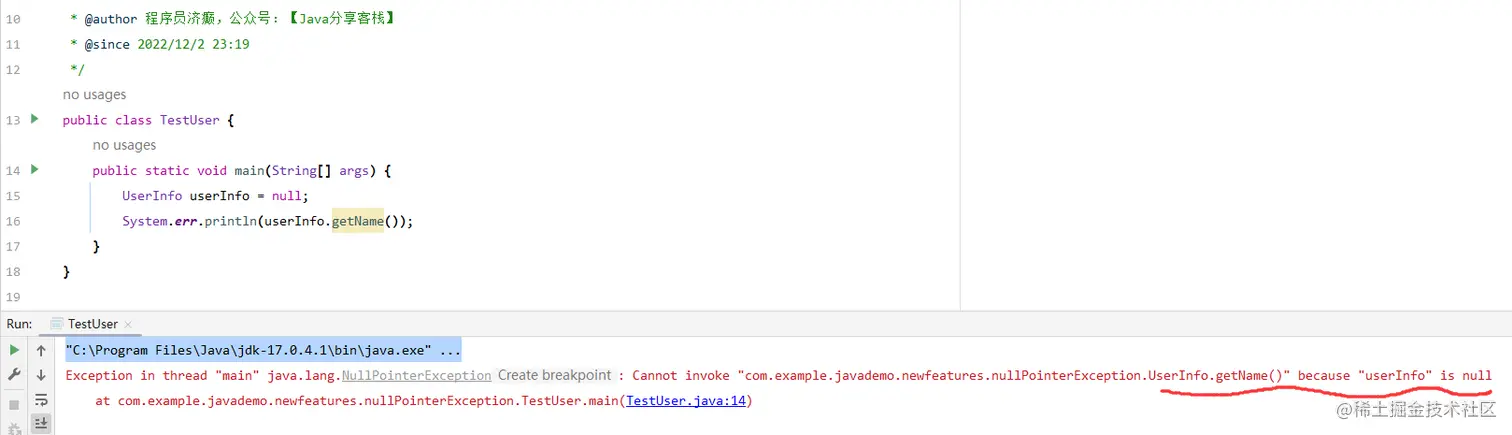 10 * @author 程序员济癫，公众号：【Java分享客栈】
11 * @since 2022/12/2 23:19
12 */
no usages
13 public class TestUser {
no usages
14 public static void main(String[] args) {
15 UserInfo userInfo = null;
16 System.err.println(userInfo.getName());
17 }
18 }
19
Run: TestUser ×
"C:\Program Files\Java\jdk-17.0.4.1\bin\java.exe" ...
Exception in thread "main" java.lang.NullPointerException Create breakpoint : Cannot invoke "com.example.javademo.newfeatures.nullPointerException.UserInfo.getName()" because "userInfo" is null
at com.example.javademo.newfeatures.nullPointerException.TestUser.main(TestUser.java:14)
@稀土掘金技术社区